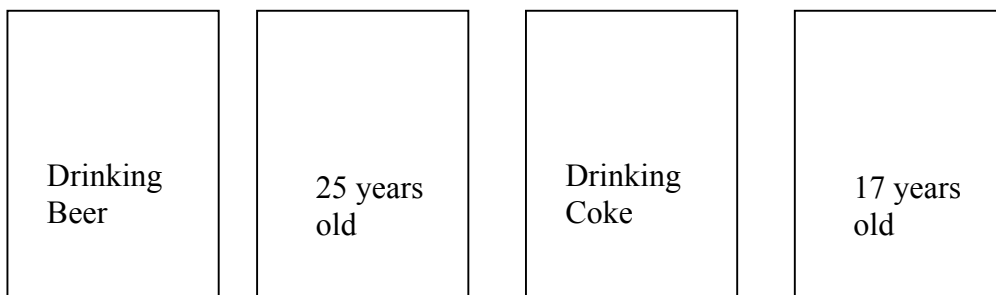 Drinking
Beer
25 years
old
Drinking
Coke
17 years
old